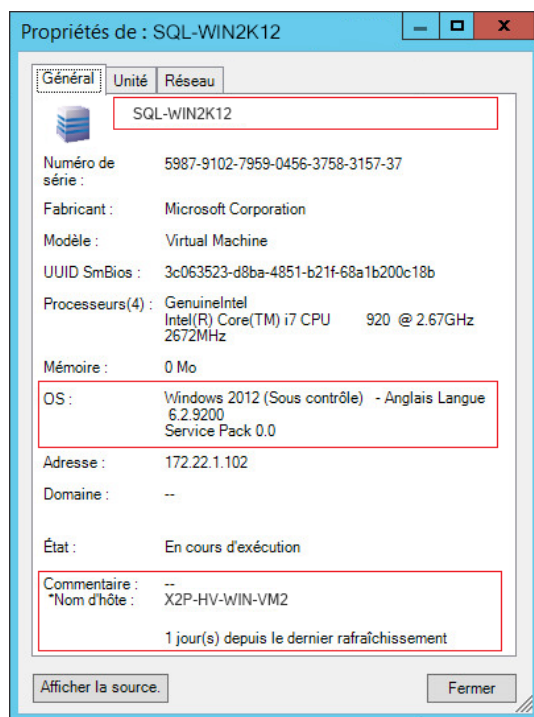 Propriétés de : SQL-WIN2K12
Général Unité Réseau
SQL-WIN2K12
Numéro de série : 5987-9102-7959-0456-3758-3157-37
Fabricant : Microsoft Corporation
Modèle : Virtual Machine
UUID SmBios : 3c063523-d8ba-4851-b21f-68a1b200c18b
Processeurs(4) : GenuineIntel
Intel(R) Core(TM) i7 CPU 920 @ 2.67GHz
2672MHz
Mémoire : 0 Mo
OS : Windows 2012 (Sous contrôle) - Anglais Langue
6.2.9200
Service Pack 0.0
Adresse : 172.22.1.102
Domaine : --
État : En cours d'exécution
Commentaire : --
*Nom d'hôte : X2P-HV-WIN-VM2
1 jour(s) depuis le dernier rafraîchissement
Afficher la source. Fermer